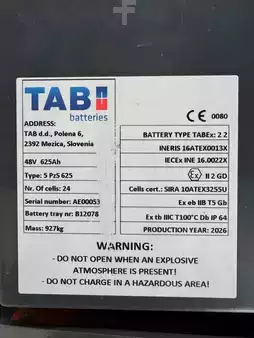 TAB
batteries
ADDRESS:
TAB d.d., Polena 6,
2392 Mezica, Slovenia
48V 625Ah
Type: 5 PzS 625
Nr. Of cells: 24
Serial number: AE00053
Battery tray nr: B12078
Mass: 927kg
CE 0080
BATTERY TYPE TABEx: 2 2
INERIS 16ATEX0013X
IECEx INE 16.0022X
Ex II 2 GD
Cells cert.: SIRA 10ATEX3255U
Ex eb IIB T5 Gb
Ex tb IIIC T100°C Db IP 64
PRODUCTION YEAR: 2026
WARNING:
- DO NOT OPEN WHEN AN EXPLOSIVE
ATMOSPHERE IS PRESENT!
- DO NOT CHARGE IN A HAZARDOUS AREA!